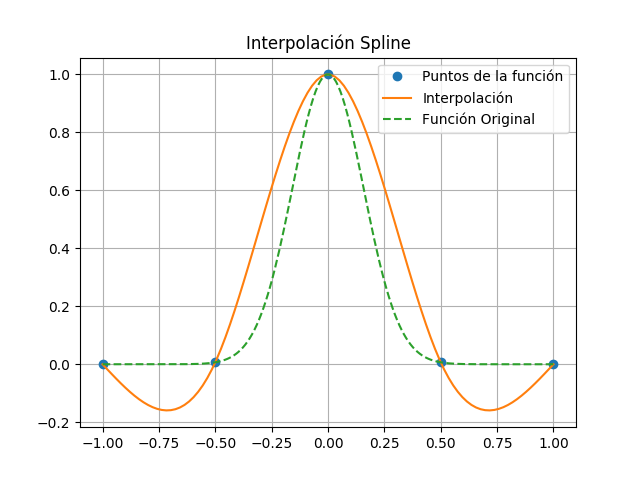 Interpolación Spline
Puntos de la función
Interpolación
Función Original
1.0
0.8
0.6
0.4
0.2
0.0
−0.2
−1.00 −0.75 −0.50 −0.25 0.00 0.25 0.50 0.75 1.00